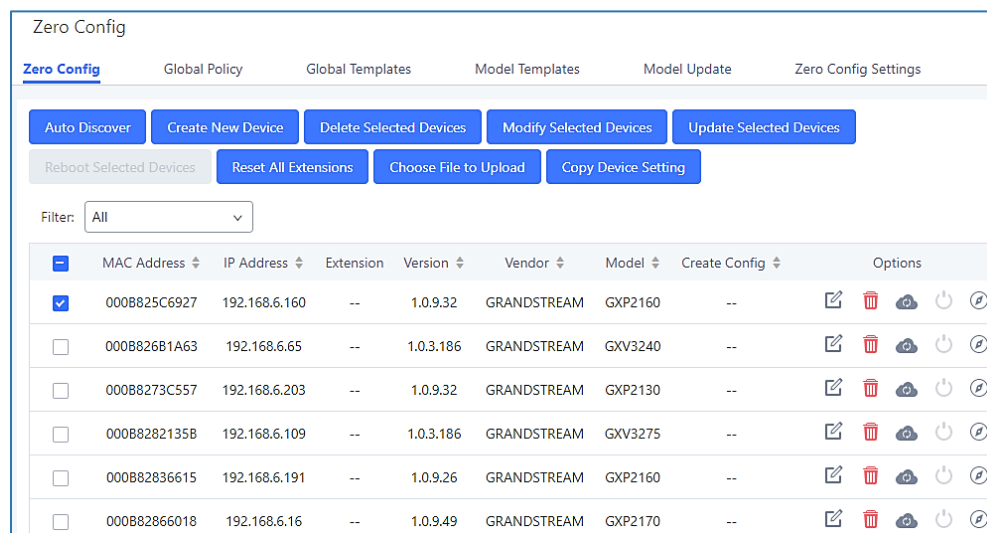 Zero Config
Zero Config Global Policy Global Templates Model Templates Model Update Zero Config Settings
Auto Discover Create New Device Delete Selected Devices Modify Selected Devices Update Selected Devices
Reboot Selected Devices Reset All Extensions Choose File to Upload Copy Device Setting
Filter: All
MAC Address IP Address Extension Version Vendor Model Create Config Options
000B825C6927 192.168.6.160 -- 1.0.9.32 GRANDSTREAM GXP2160 --
000B826B1A63 192.168.6.65 -- 1.0.3.186 GRANDSTREAM GXV3240 --
000B8273C557 192.168.6.203 -- 1.0.9.32 GRANDSTREAM GXP2130 --
000B8282135B 192.168.6.109 -- 1.0.3.186 GRANDSTREAM GXV3275 --
000B82836615 192.168.6.191 -- 1.0.9.26 GRANDSTREAM GXP2160 --
000B82866018 192.168.6.16 -- 1.0.9.49 GRANDSTREAM GXP2170 --